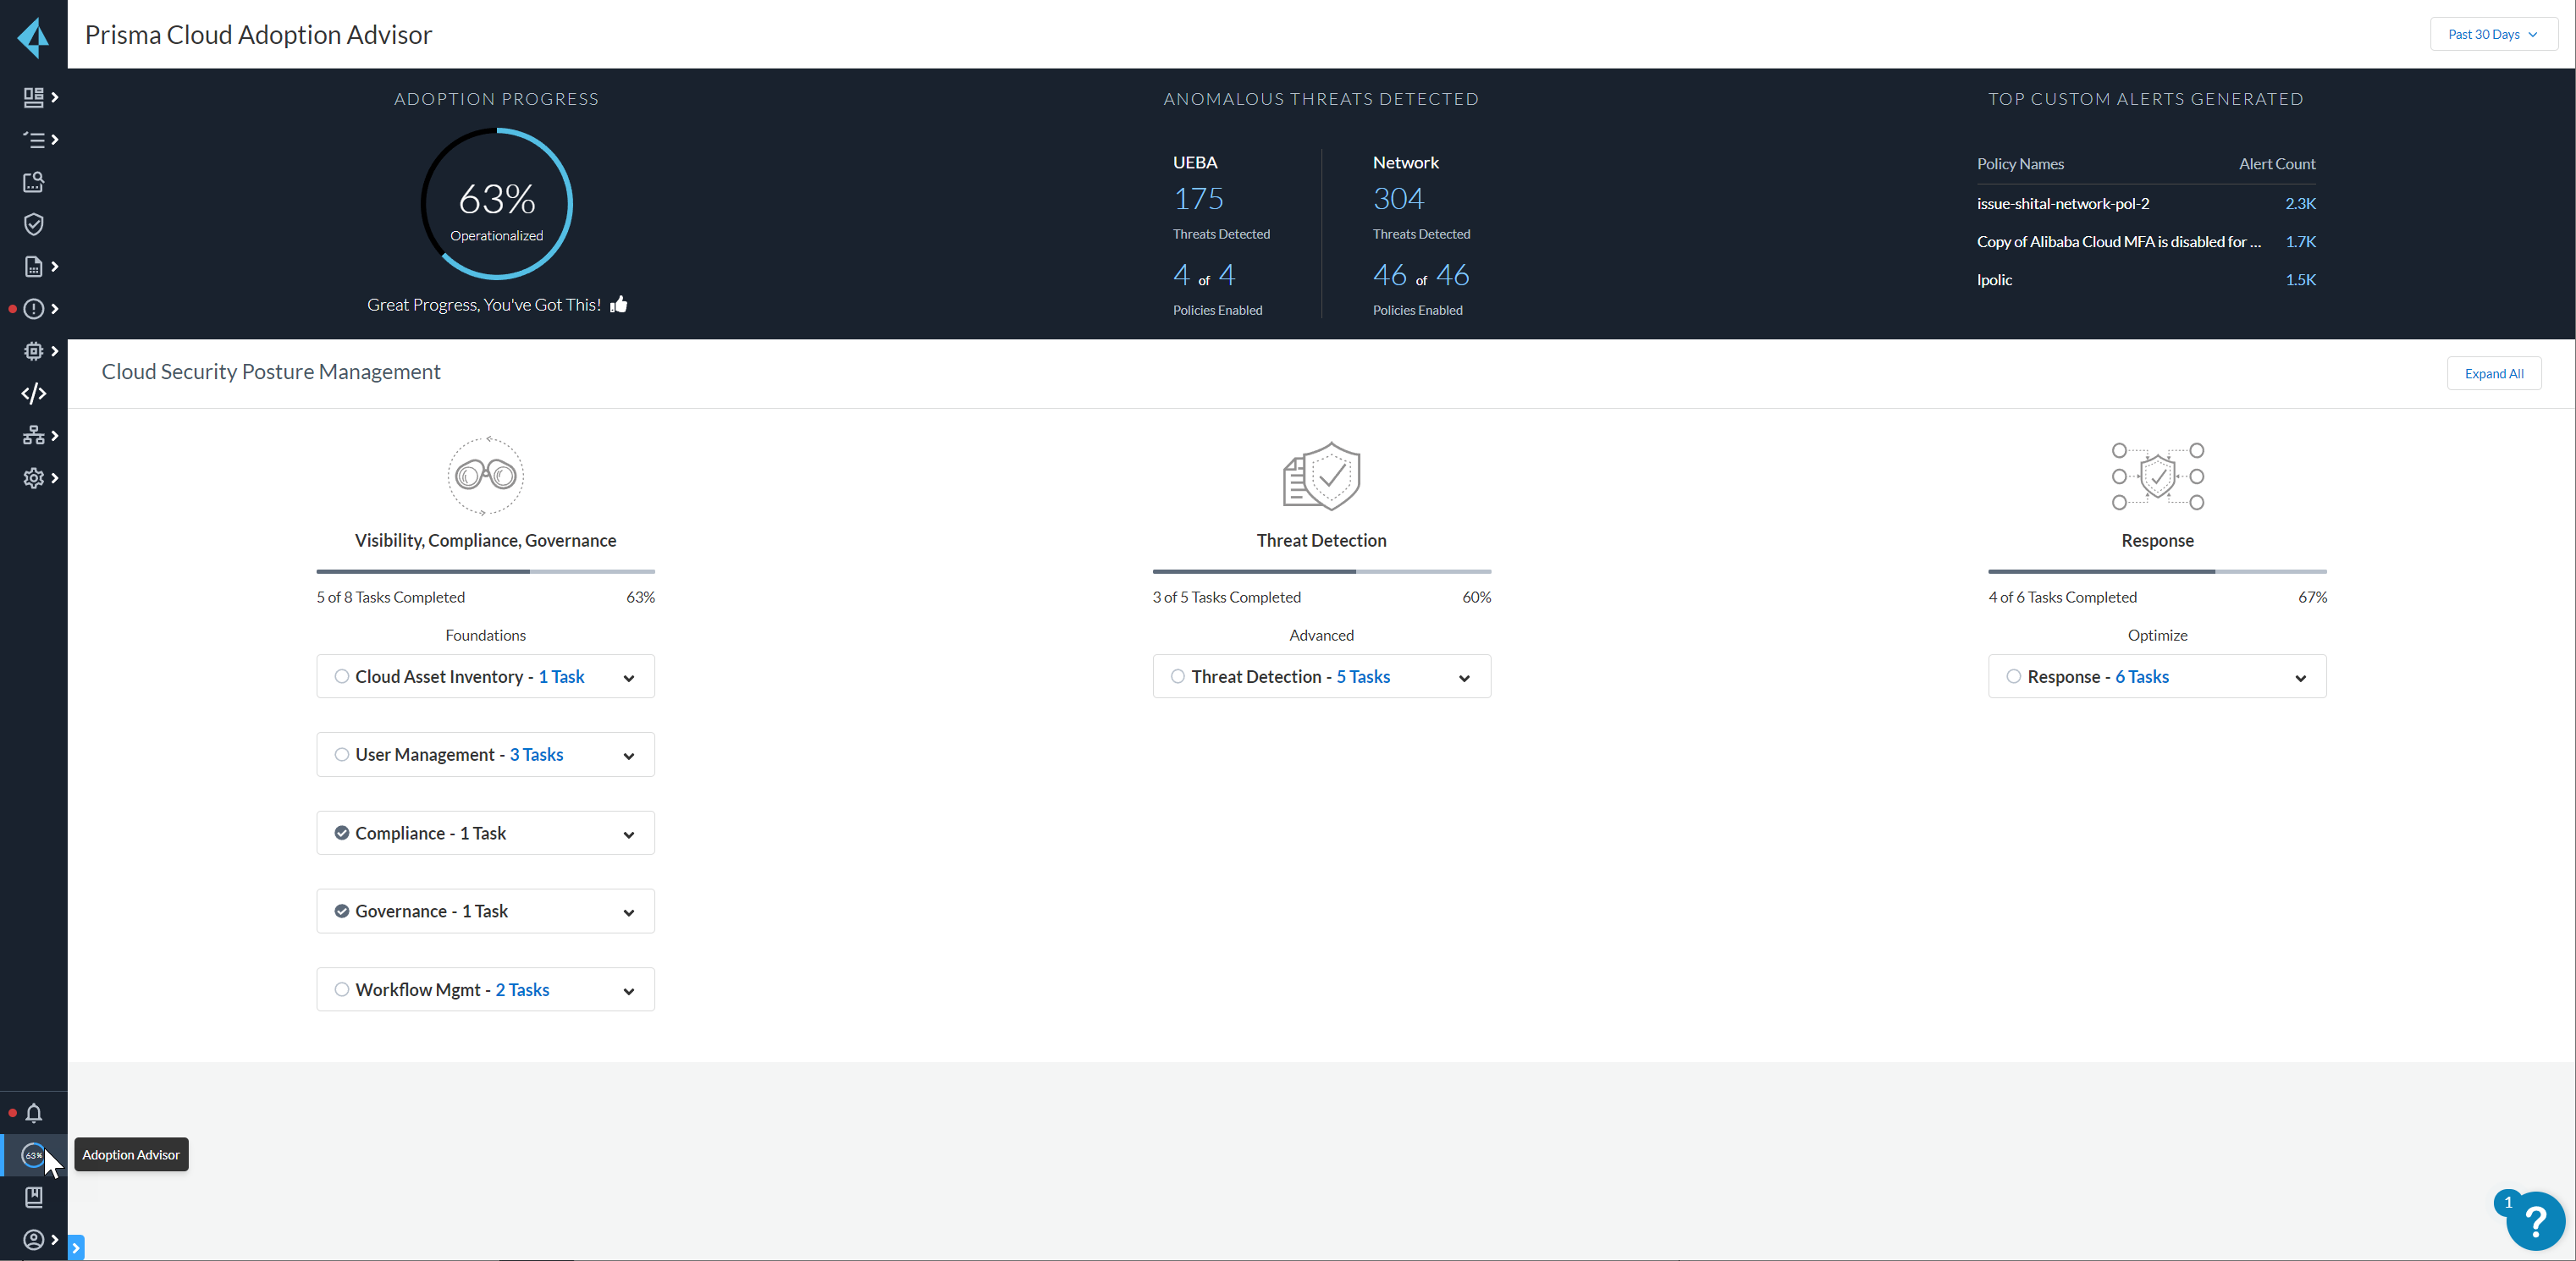 Prisma Cloud Adoption Advisor
Past 30 Days
ADOPTION PROGRESS
63%
Operationalized
Great Progress, You've Got This!
ANOMALOUS THREATS DETECTED
UEBA
175
Threats Detected
4 of 4
Policies Enabled
Network
304
Threats Detected
46 of 46
Policies Enabled
TOP CUSTOM ALERTS GENERATED
Policy Names Alert Count
issue-shital-network-pol-2 2.3K
Copy of Alibaba Cloud MFA is disabled for ... 1.7K
lpolic 1.5K
Cloud Security Posture Management
Expand All
Visibility, Compliance, Governance
5 of 8 Tasks Completed 63%
Foundations
Cloud Asset Inventory - 1 Task
User Management - 3 Tasks
Compliance - 1 Task
Governance - 1 Task
Workflow Mgmt - 2 Tasks
Threat Detection
3 of 5 Tasks Completed 60%
Advanced
Threat Detection - 5 Tasks
Response
4 of 6 Tasks Completed 67%
Optimize
Response - 6 Tasks
63%
Adoption Advisor
1
?